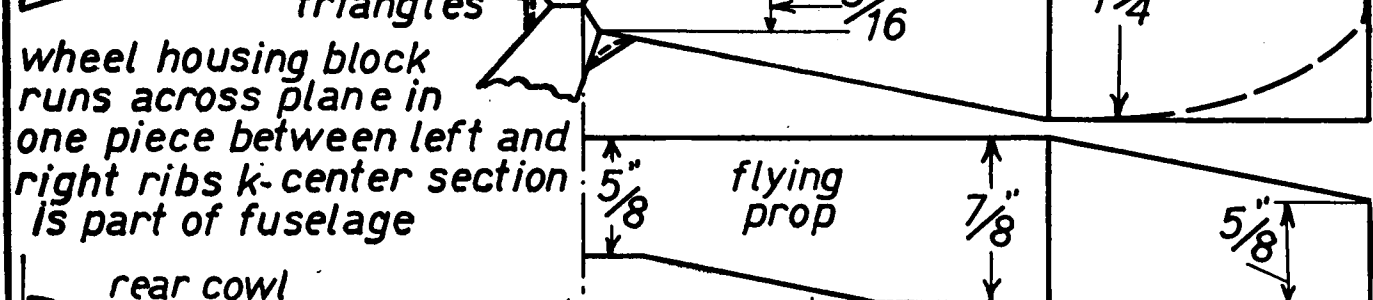 triangles
wheel housing block
runs across plane in
one piece between left and
right ribs k-center section
is part of fuselage
rear cowl
/16
1/4
5/8"
flying
prop
7/8"
5/8"